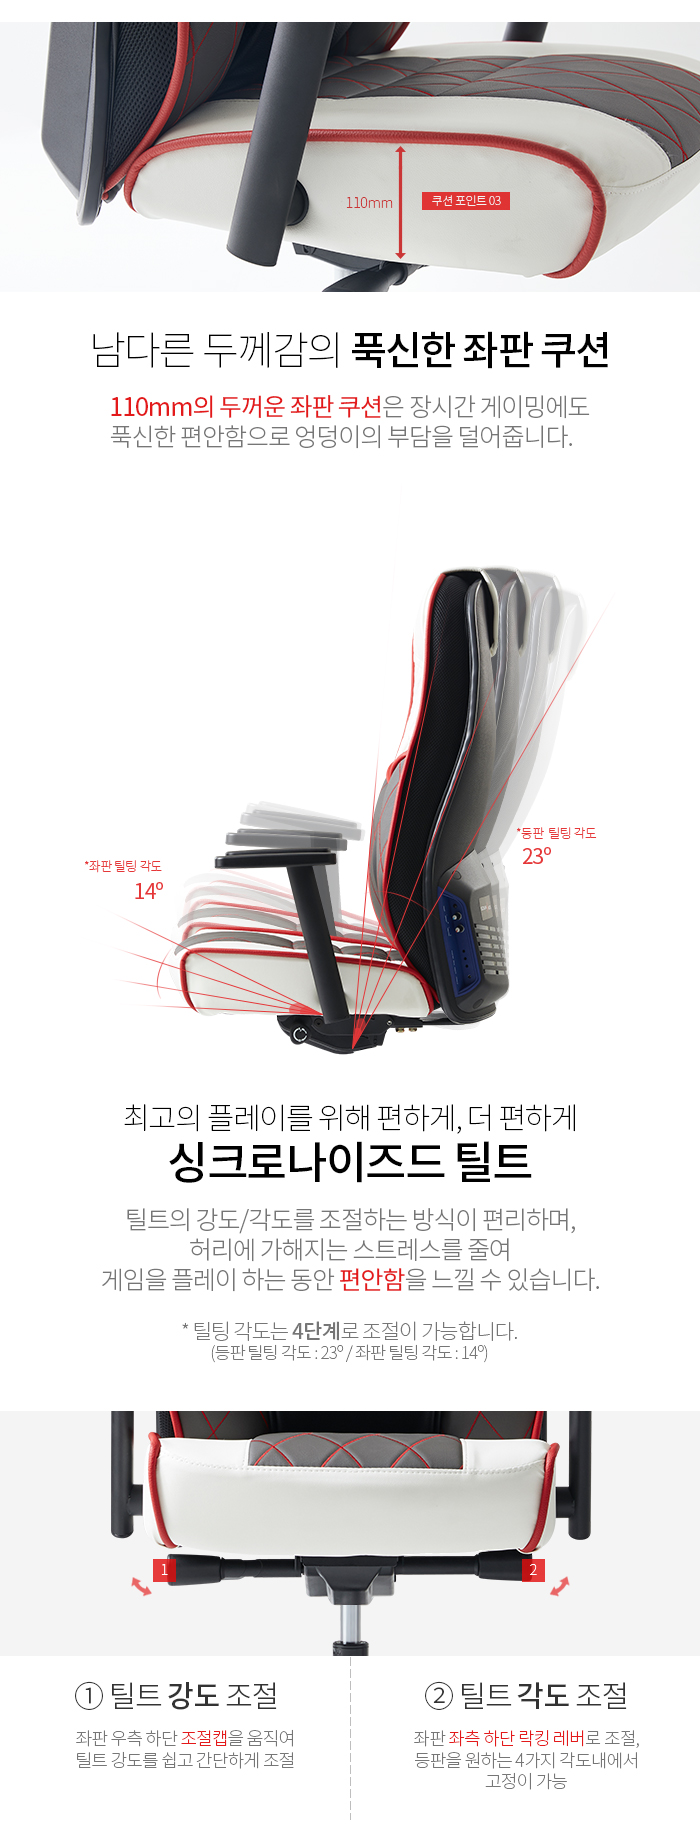 110mm
쿠션 포인트 03
남다른 두께감의 푹신한 좌판 쿠션
110mm의 두꺼운 좌판 쿠션은 장시간 게이밍에도
푹신한 편안함으로 엉덩이의 부담을 덜어줍니다.
*등판 틸팅 각도
23º
*좌판 틸팅 각도
14º
최고의 플레이를 위해 편하게, 더 편하게
싱크로나이즈드 틸트
틸트의 강도/각도를 조절하는 방식이 편리하며,
허리에 가해지는 스트레스를 줄여
게임을 플레이 하는 동안 편안함을 느낄 수 있습니다.
* 틸팅 각도는 4단계로 조절이 가능합니다.
(등판 틸팅 각도 : 23º / 좌판 틸팅 각도 : 14º)
1
2
① 틸트 강도 조절
좌판 우측 하단 조절캡을 움직여
틸트 강도를 쉽고 간단하게 조절
② 틸트 각도 조절
좌판 좌측 하단 락킹 레버로 조절,
등판을 원하는 4가지 각도내에서
고정이 가능